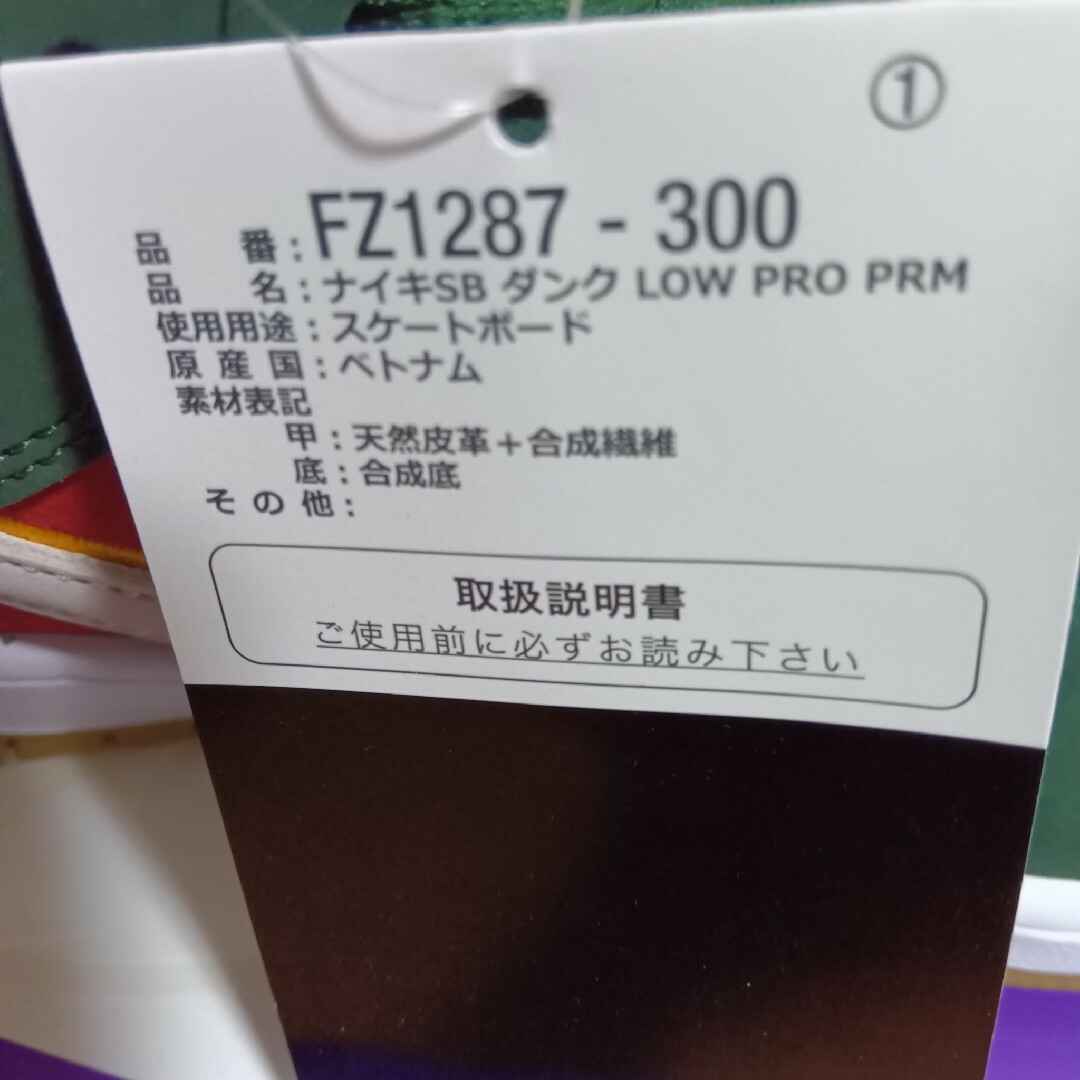 ①
品番：FZ1287 - 300
品名：ナイキSB ダンク LOW PRO PRM
使用用途：スケートボード
原産国：ベトナム
素材表記
甲：天然皮革＋合成繊維
底：合成底
その他：
取扱説明書
ご使用前に必ずお読み下さい